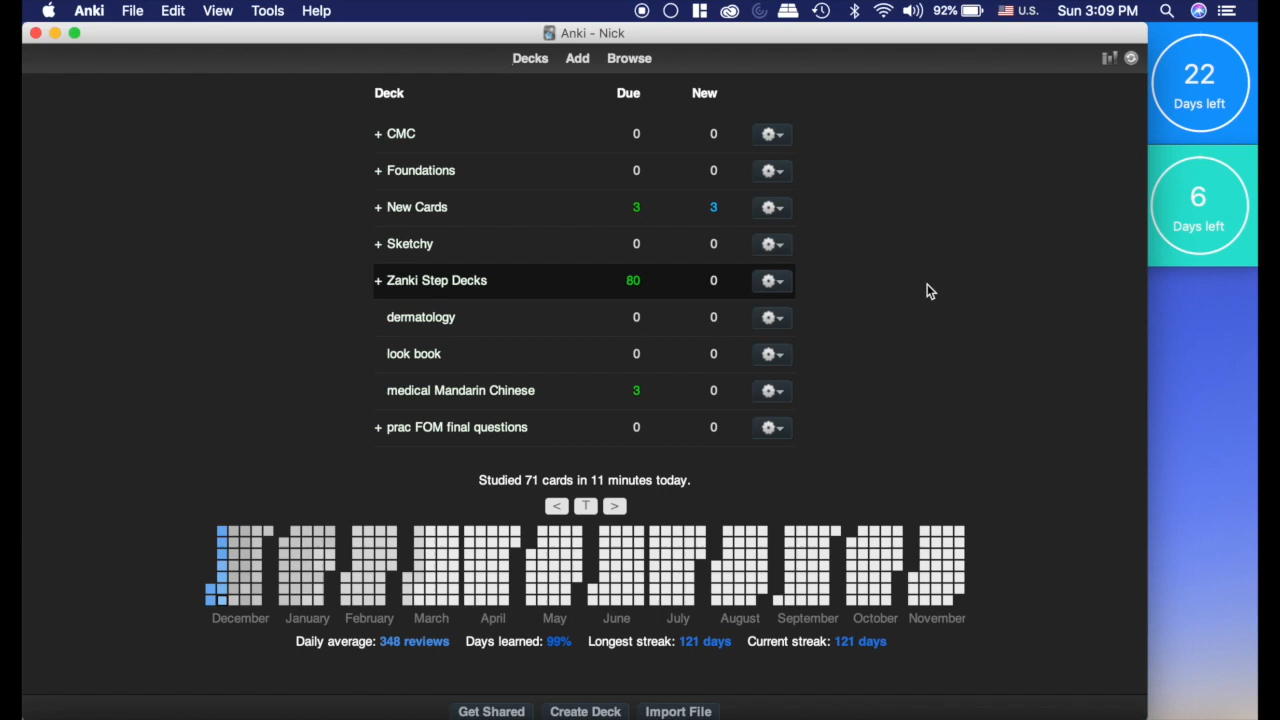 Anki File Edit View Tools Help 92% U.S. Sun 3:09 PM
Anki - Nick
Decks Add Browse
Deck Due New
+ CMC 0 0
+ Foundations 0 0
+ New Cards 3 3
+ Sketchy 0 0
+ Zanki Step Decks 80 0
dermatology 0 0
look book 0 0
medical Mandarin Chinese 3 0
+ prac FOM final questions 0 0
Studied 71 cards in 11 minutes today.
< T >
December January February March April May June July August September October November
Daily average: 348 reviews Days learned: 99% Longest streak: 121 days Current streak: 121 days
Get Shared Create Deck Import File
22
Days left
6
Days left